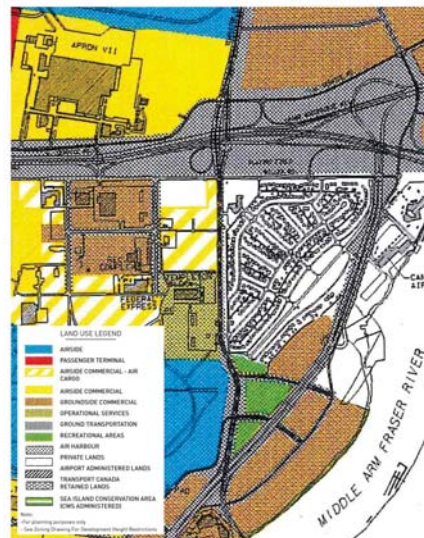 APRON VII
FEDERAL
EXPRESS
MIDDLE ARM FRASER RIVER
LAND USE LEGEND
AIRSIDE
PASSENGER TERMINAL
AIRSIDE COMMERCIAL - AIR
CARGO
AIRSIDE COMMERCIAL
GROUNDSIDE COMMERCIAL
OPERATIONAL SERVICES
GROUND TRANSPORTATION
RECREATIONAL AREAS
AIR HARBOUR
PRIVATE LANDS
AIRPORT ADMINISTERED LANDS
TRANSPORT CANADA
RETAINED LANDS
SEA ISLAND CONSERVATION AREA
(CWS ADMINISTERED)
Note:
-For planning purposes only
- See Zoning Drawing For Development Height Restrictions